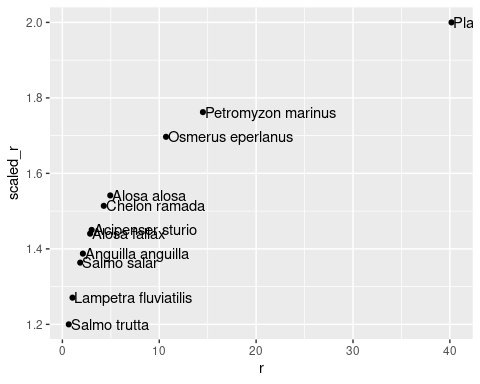 2.0
Pla
1.8
Petromyzon marinus
Osmerus eperlanus
1.6
Alosa alosa
Chelon ramada
Acipenser sturio
Alosa fallax
1.4
Anguilla anguilla
Salmo salar
Lampetra fluviatilis
1.2
Salmo trutta
scaled_r
0 10 20 30 40
r